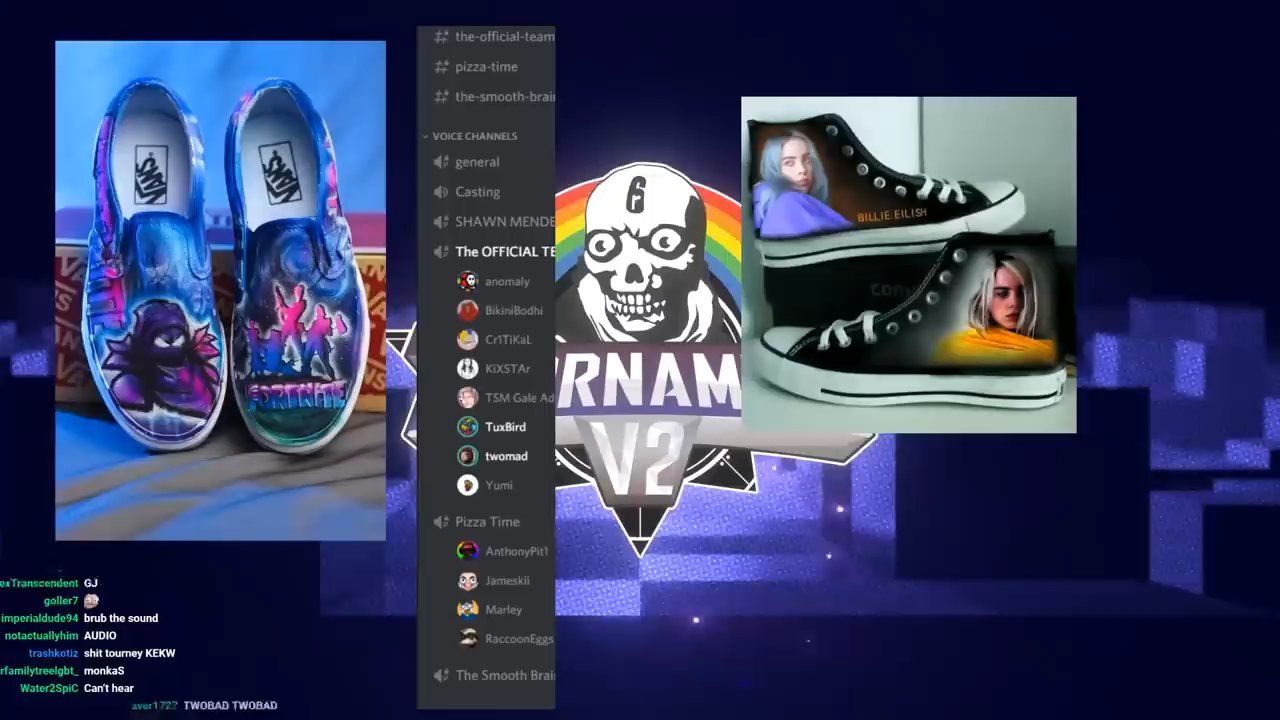 VANS
VANS
FORTNITE
the-official-team
pizza-time
the-smooth-brai
VOICE CHANNELS
general
Casting
SHAWN MENDE
The OFFICIAL TE
anomaly
BikiniBodhi
Cr1TiKaL
KiXSTAr
TSM Gale Ad
TuxBird
twomad
Yumi
Pizza Time
AnthonyPit1
Jameskii
Marley
RaccoonEggs
The Smooth Brai
6
RNAM
V2
BILLIE EILISH
exTranscendent GJ
goller7
imperialdude94 brub the sound
notactuallyhim AUDIO
trashkotiz shit tourney KEKW
rfamilytreelgbt_ monkaS
Water2SpiC Can't hear
TWOBAD TWOBAD